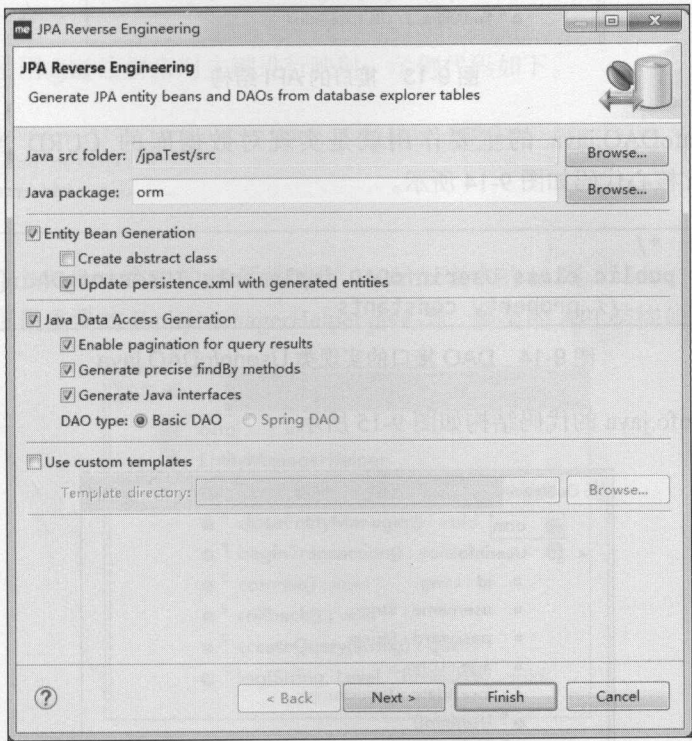 me JPA Reverse Engineering
JPA Reverse Engineering
Generate JPA entity beans and DAOs from database explorer tables
Java src folder: /jpaTest/src Browse...
Java package: orm Browse...
Entity Bean Generation
Create abstract class
Update persistence.xml with generated entities
Java Data Access Generation
Enable pagination for query results
Generate precise findBy methods
Generate Java interfaces
DAO type: Basic DAO Spring DAO
Use custom templates
Template directory: Browse...
? < Back Next > Finish Cancel